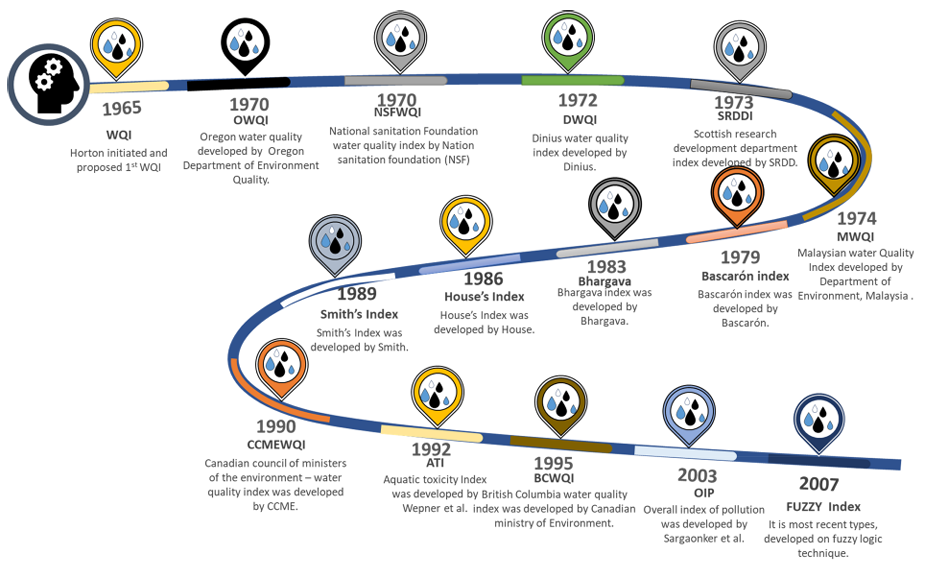 1965
WQI
Horton initiated and
proposed 1st WQI
1970
OWQI
Oregon water quality
developed by Oregon
Department of Environment
Quality.
1970
NSFWQI
National sanitation Foundation
water quality index by Nation
sanitation foundation (NSF)
1972
DWQI
Dinius water quality
index developed by
Dinius.
1973
SRDDI
Scottish research
development department
index developed by SRDD.
1974
MWQI
Malaysian water Quality
Index developed by
Department of
Environment, Malaysia .
1979
Bascarón index
Bascarón index was
developed by
Bascarón.
1983
Bhargava
Bhargava index was
developed by
Bhargava.
1986
House’s Index
House’s Index was
developed by House.
1989
Smith’s Index
Smith’s Index was
developed by Smith.
1990
CCMEWQI
Canadian council of ministers
of the environment – water
quality index was developed
by CCME.
1992
ATI
Aquatic toxicity Index
was developed by
Wepner et al.
1995
BCWQI
British Columbia water quality
index was developed by Canadian
ministry of Environment.
2003
OIP
Overall index of pollution
was developed by
Sargaonker et al.
2007
FUZZY Index
It is most recent types,
developed on fuzzy logic
technique.